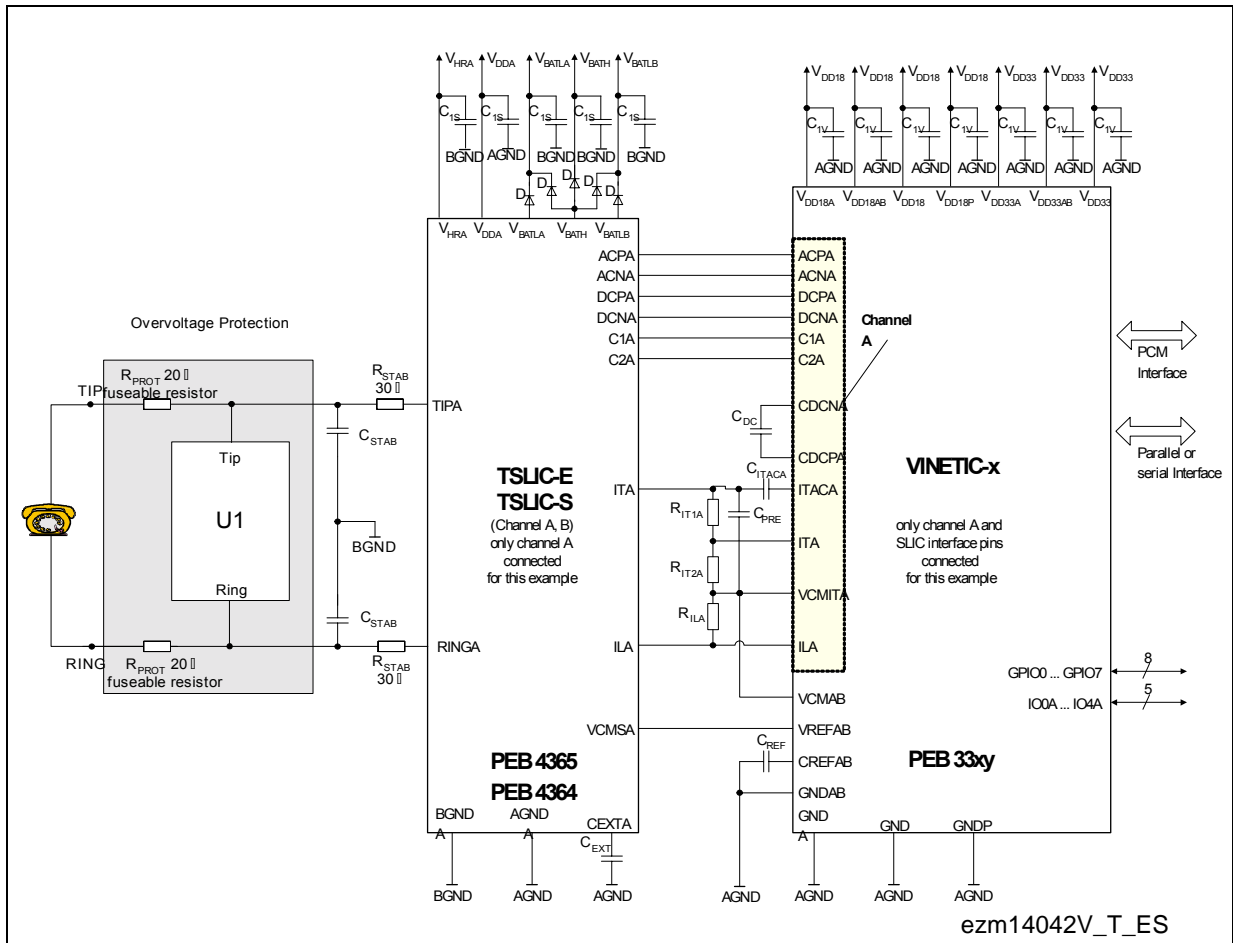 VHRA VDDA VBATLA VBATH VBATLB
C1S C1S C1S C1S C1S
BGND AGND BGND BGND BGND
D D D D D
VHRA VDDA VBATLA VBATH VBATLB
VDD18 VDD18 VDD18 VDD18 VDD33 VDD33 VDD33
C1V C1V C1V C1V C1V C1V C1V
AGND AGND AGND AGND AGND AGND AGND
VDD18A VDD18AB VDD18 VDD18P VDD33A VDD33AB VDD33
Overvoltage Protection
TIP
RPROT 20
fuseable resistor
RSTAB
30
TIPA
CSTAB
Tip
U1
Ring
BGND
CSTAB
RING
RPROT 20
fuseable resistor
RSTAB
30
RINGA
TSLIC-E
TSLIC-S
(Channel A, B)
only channel A
connected
for this example
PEB 4365
PEB 4364
ACPA
ACNA
DCPA
DCNA
C1A
C2A
ITA
ILA
VCMSA
BGND
A
AGND
A
CEXTA
CEXT
BGND
AGND
AGND
CDC
CITACA
RIT1A
CPRE
RIT2A
RILA
CREF
AGND
ACPA
ACNA
DCPA
DCNA
C1A
C2A
CDCNA
CDCPA
ITACA
ITA
VCMITA
ILA
VCMAB
VREFAB
CREFAB
GNDAB
GND
A
GND
GNDP
AGND
AGND
AGND
Channel
A
VINETIC-x
only channel A and
SLIC interface pins
connected
for this example
PEB 33xy
PCM
Interface
Parallel or
serial Interface
GPIO0 ... GPIO7
8
IO0A ... IO4A
5
ezm14042V_T_ES